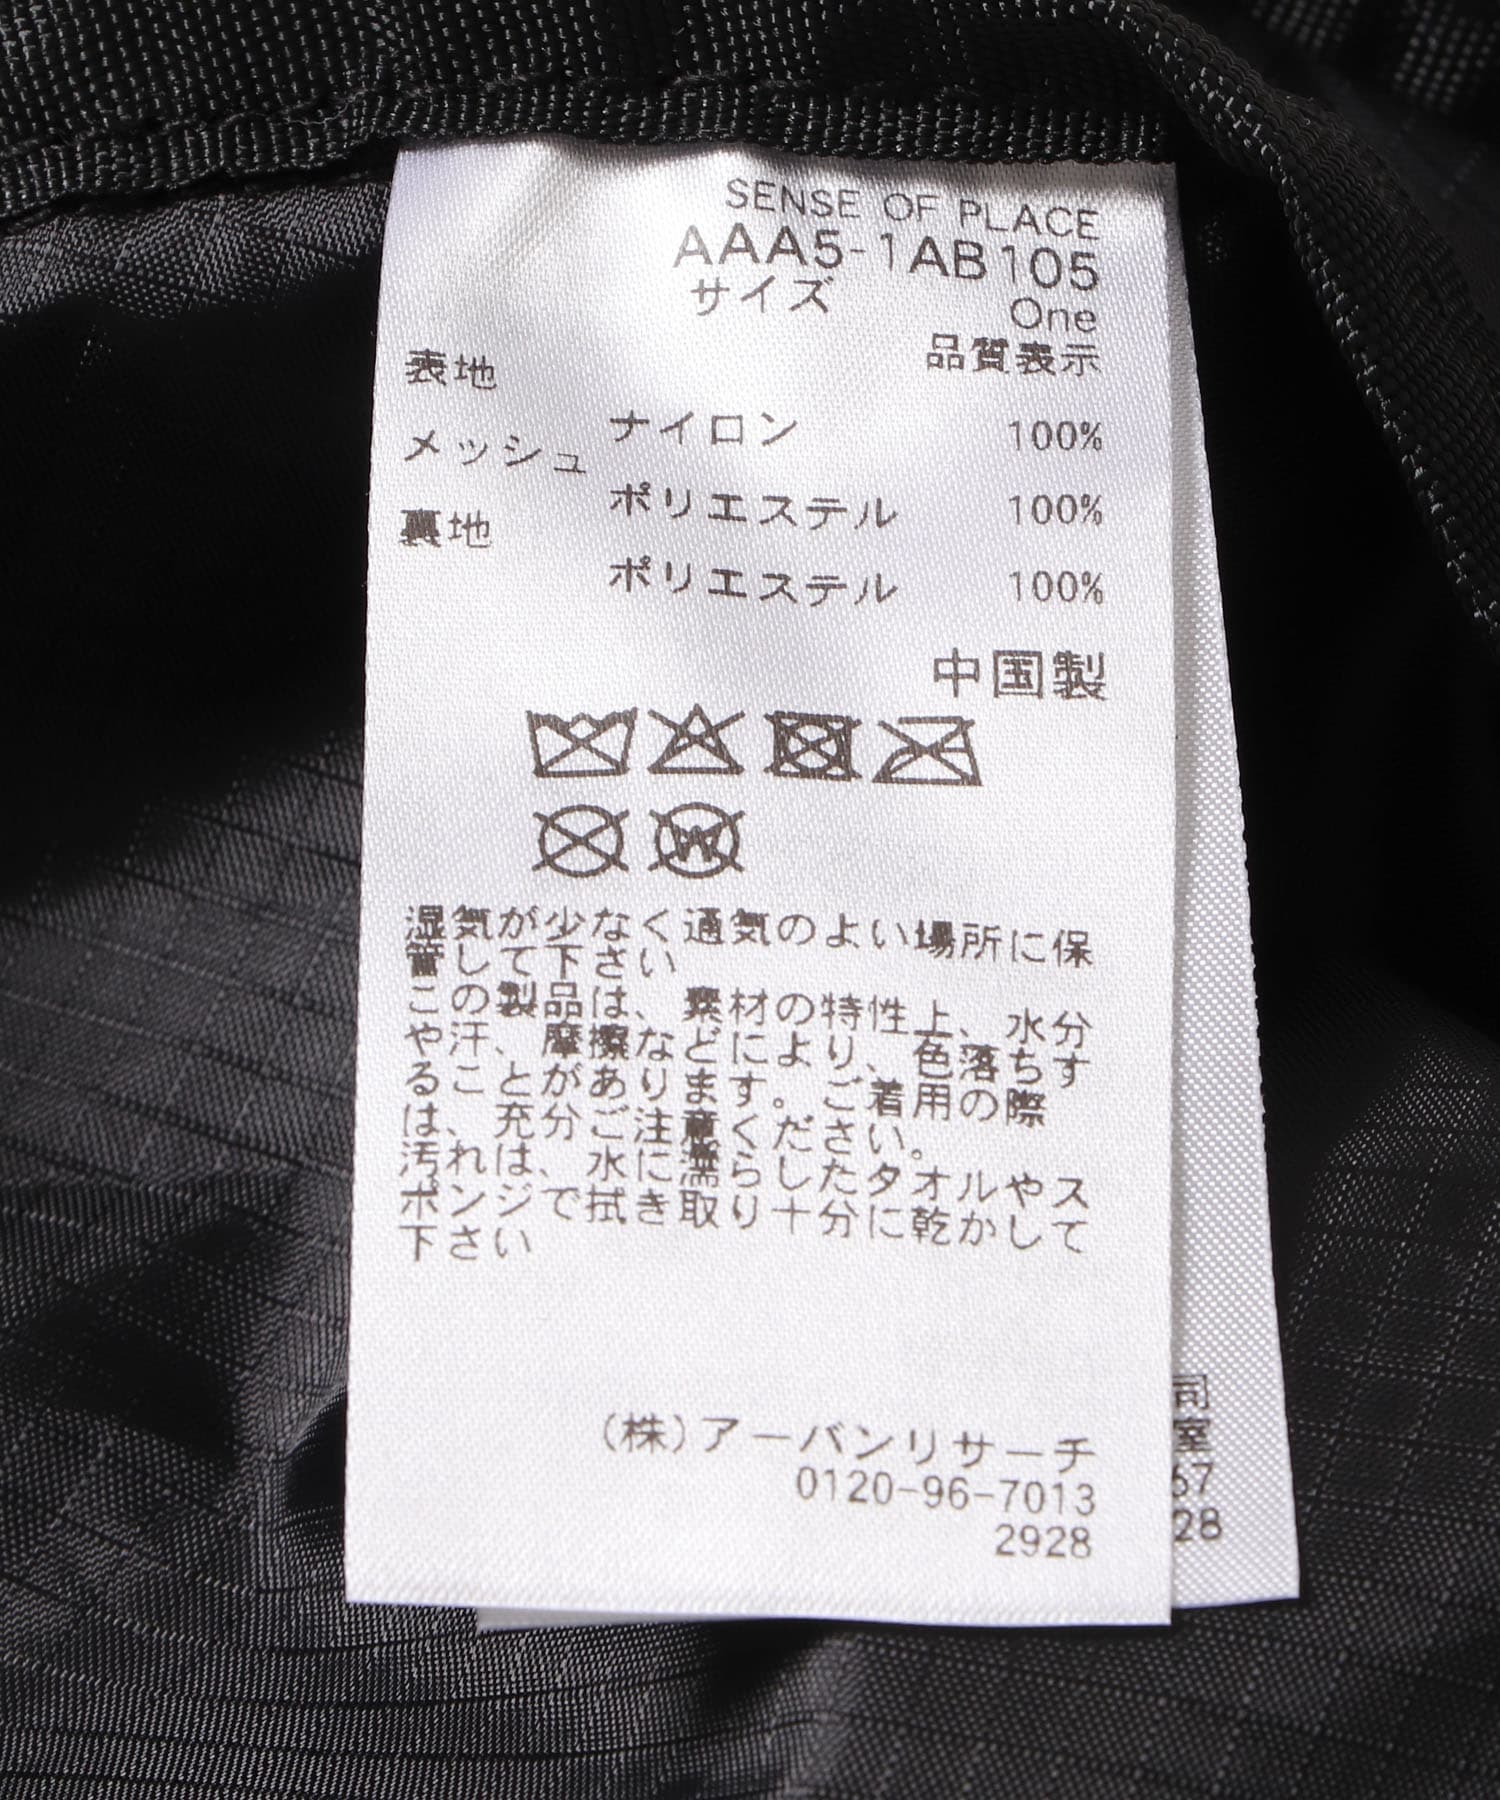 SENSE OF PLACE
AAA5-1AB105
サイズ One
品質表示
表地
ナイロン 100%
メッシュ
ポリエステル 100%
裏地
ポリエステル 100%
中国製
湿気が少なく通気のよい場所に保
管して下さい
この製品は、素材の特性上、水分
や汗、摩擦などにより、色落ちす
るこ とがあります。ご着用の際
は、充分ご注意ください。
汚れは、水に濡らしたタオルやス
ポンジで拭き取り十分に乾かして
下さい
(株)アーバンリサーチ
0120-96-7013
2928
司
室
67
28